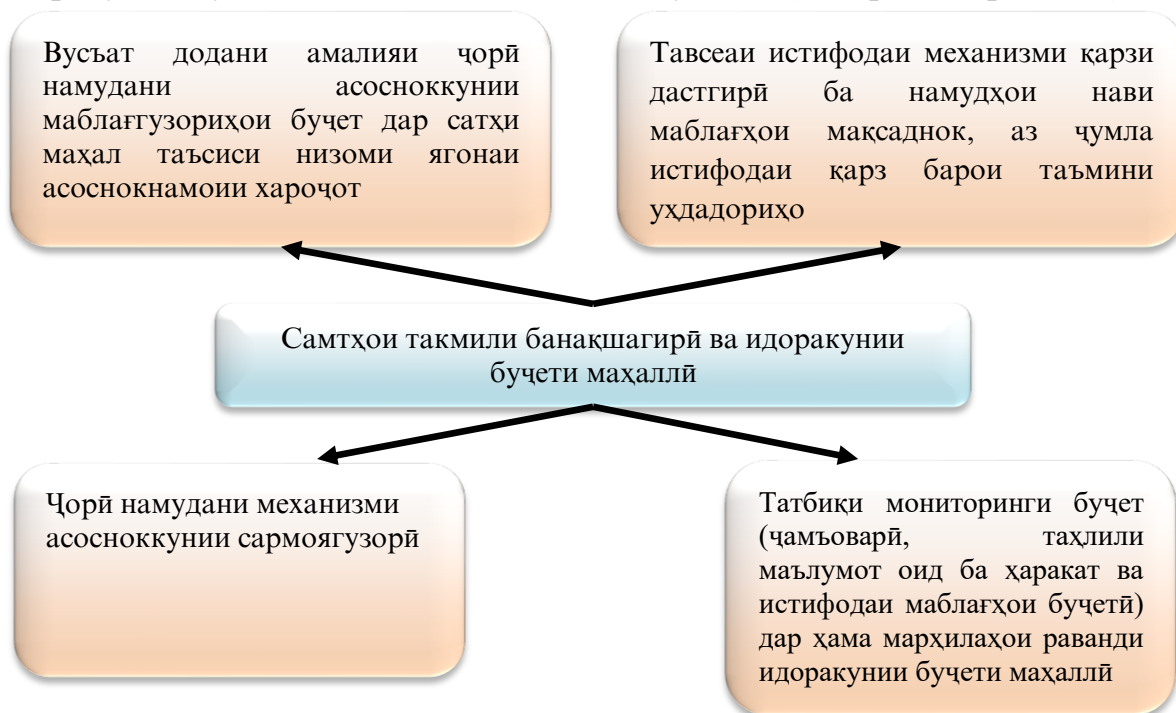 Вусъат додани амалияи ҷорӣ
намудани асосноккунии
маблағгузориҳои буҷет дар сатҳи
маҳал таъсиси низоми ягонаи
асоснокнамоии хароҷот
Тавсеаи истифодаи механизми қарзи
дастгирӣ ба намудҳои нави
маблағҳои мақсаднок, аз ҷумла
истифодаи қарз барои таъмини
уҳдадориҳо
Самтҳои такмили банақшагирӣ ва идоракунии
буҷети маҳаллӣ
Ҷорӣ намудани механизми
асосноккунии сармоягузорӣ
Татбиқи мониторинги буҷет
(ҷамъоварӣ, таҳлили
маълумот оид ба ҳаракат ва
истифодаи маблағҳои буҷетӣ)
дар ҳама марҳилаҳои раванди
идоракунии буҷети маҳаллӣ